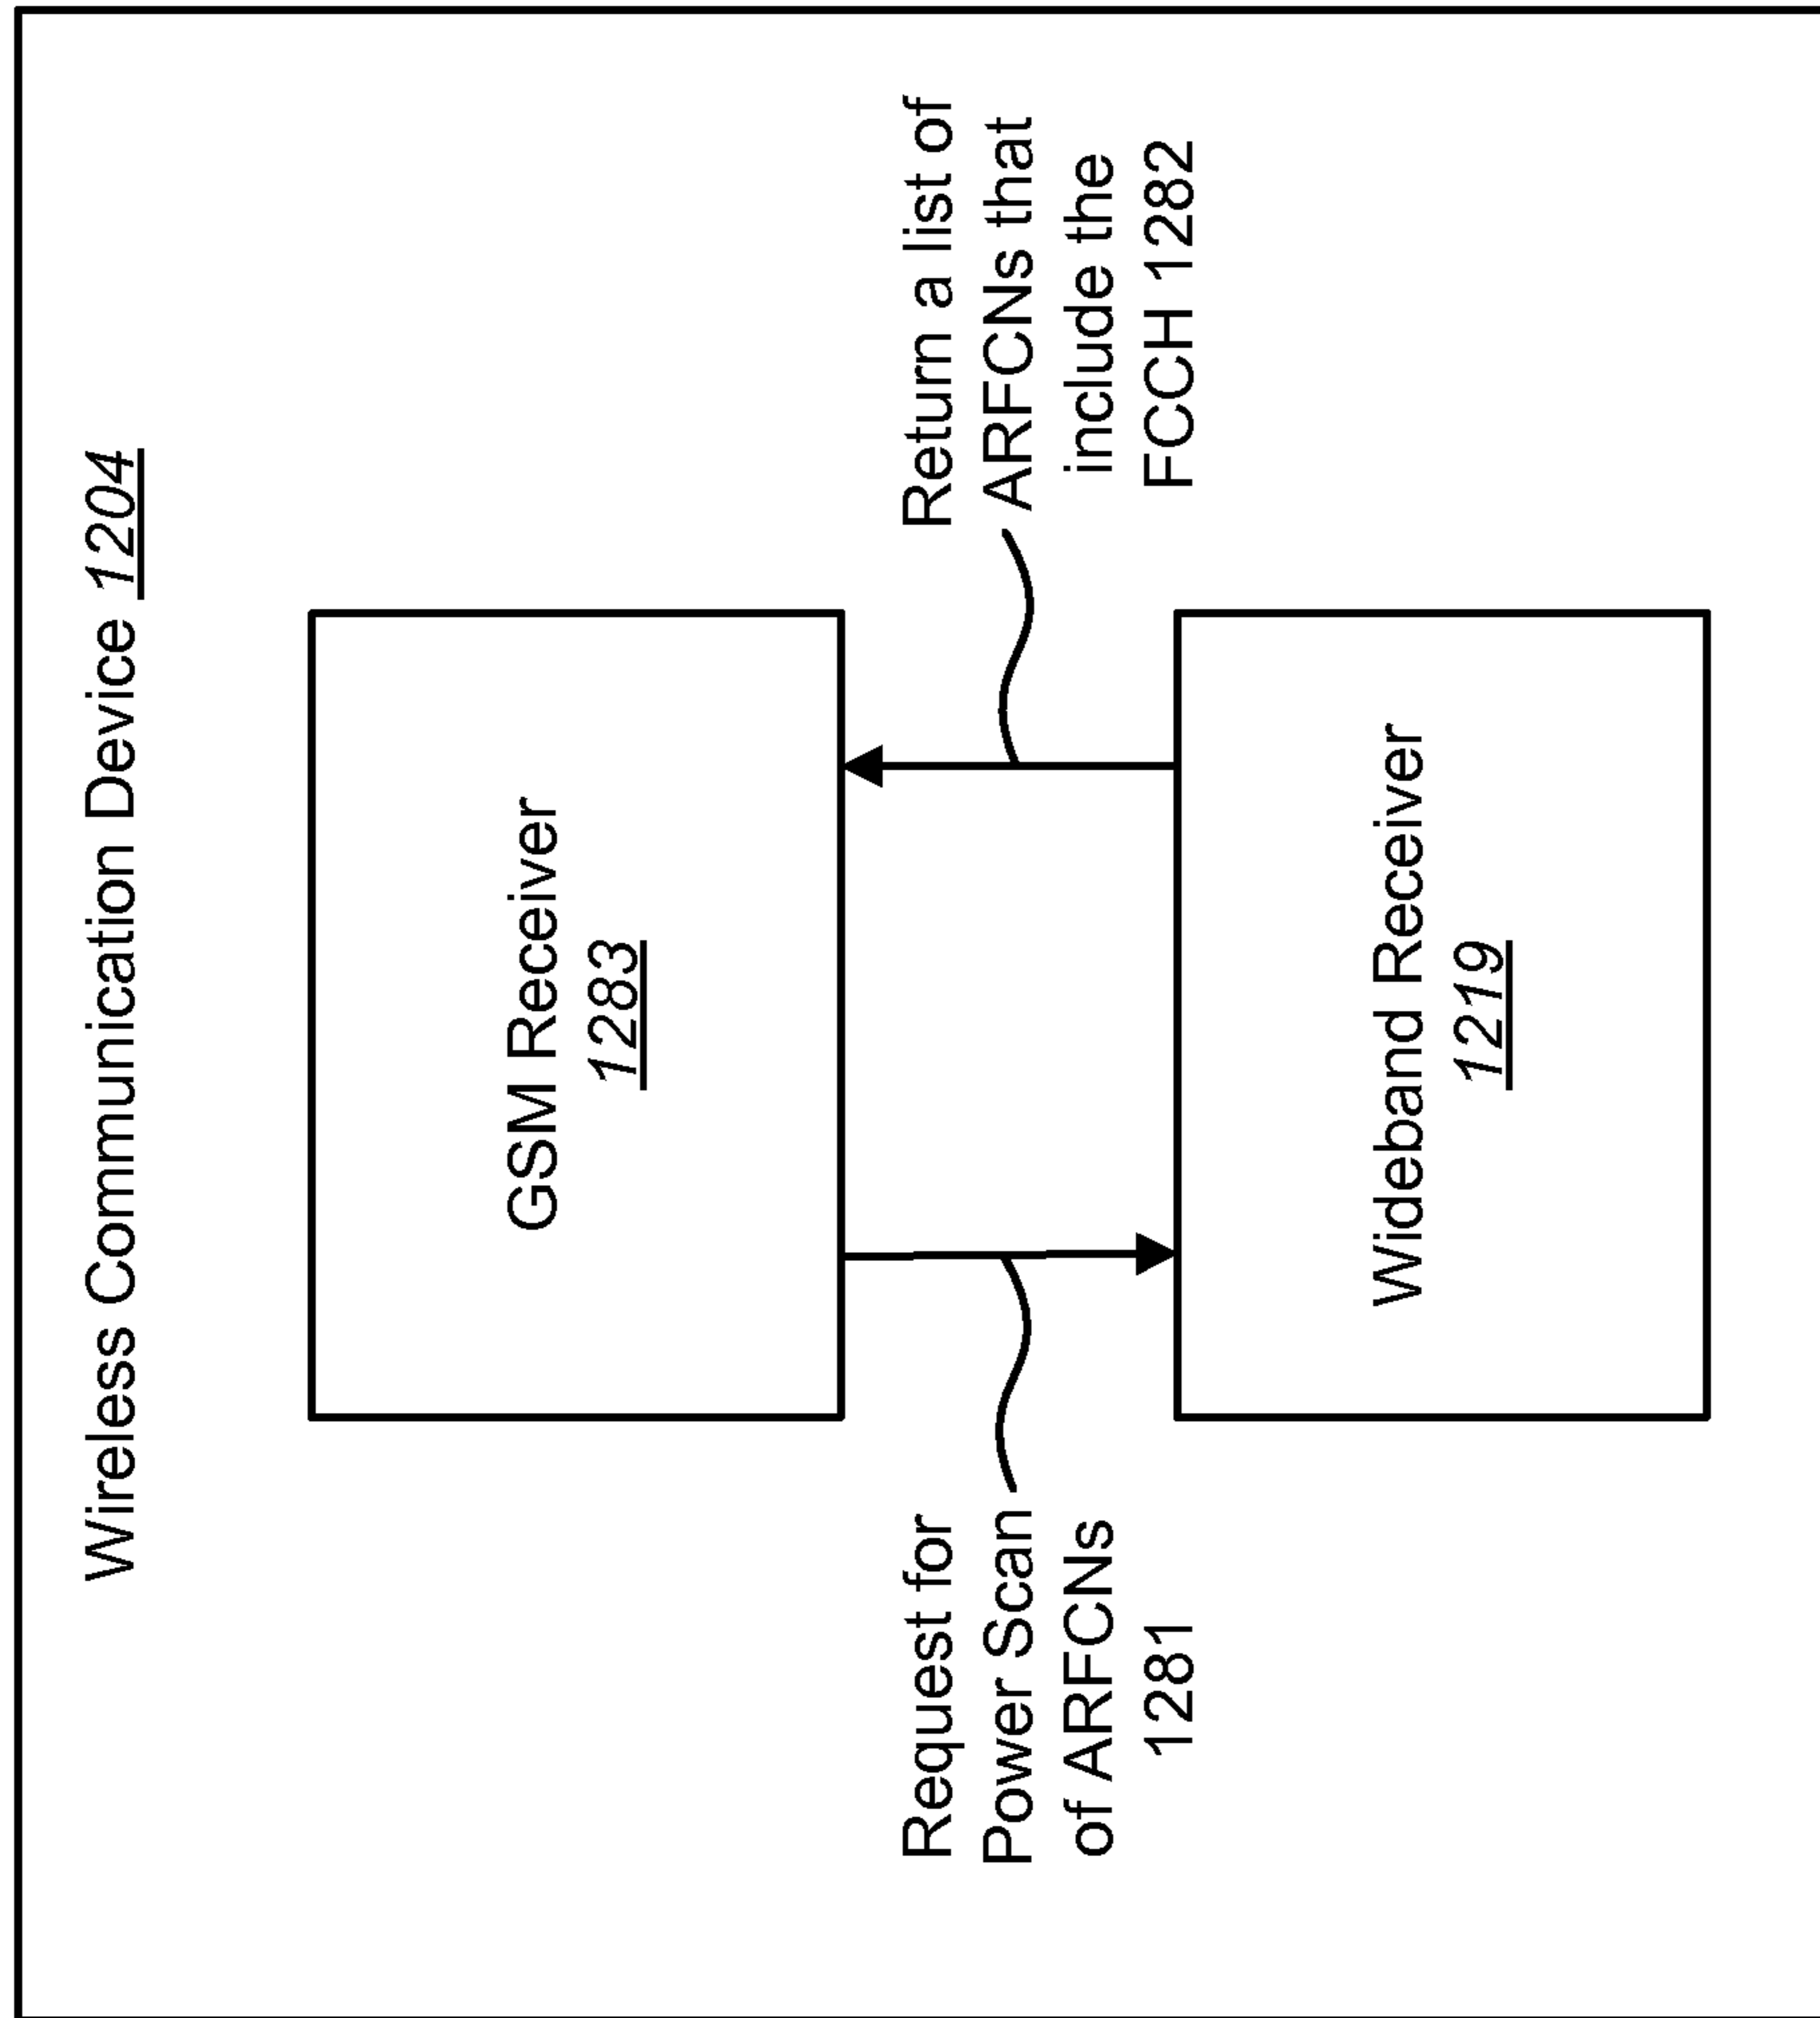 Wireless Communication Device 1204
GSM Receiver
1283
Request for
Power Scan
of ARFCNs
1281
Return a list of
ARFCNs that
include the
FCCH 1282
Wideband Receiver
1219